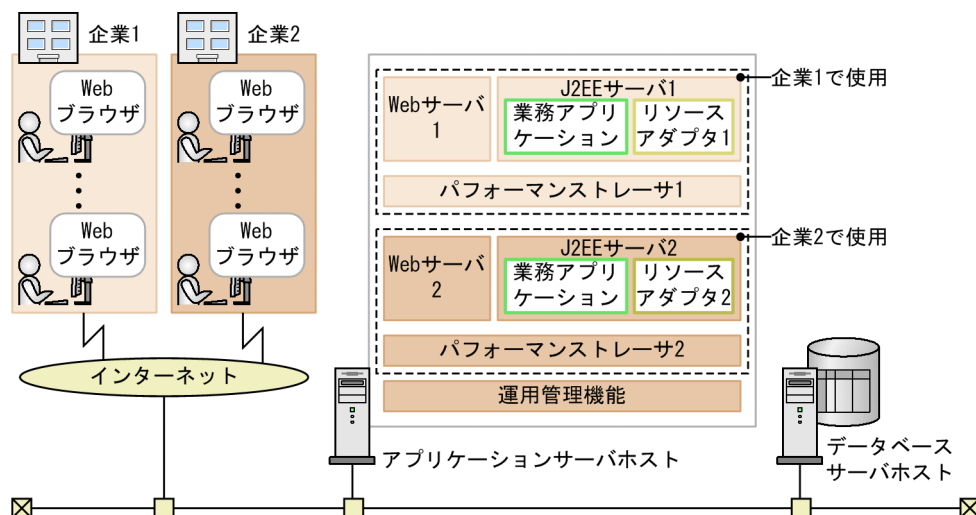 企業1
企業2
Web
ブラウザ
Web
ブラウザ
Web
ブラウザ
Web
ブラウザ
インターネット
企業1で使用
Webサーバ
1
J2EEサーバ1
業務アプリ
ケーション
リソース
アダプタ1
パフォーマンストレーサ1
企業2で使用
Webサーバ
2
J2EEサーバ2
業務アプリ
ケーション
リソース
アダプタ2
パフォーマンストレーサ2
運用管理機能
アプリケーションサーバホスト
データベース
サーバホスト